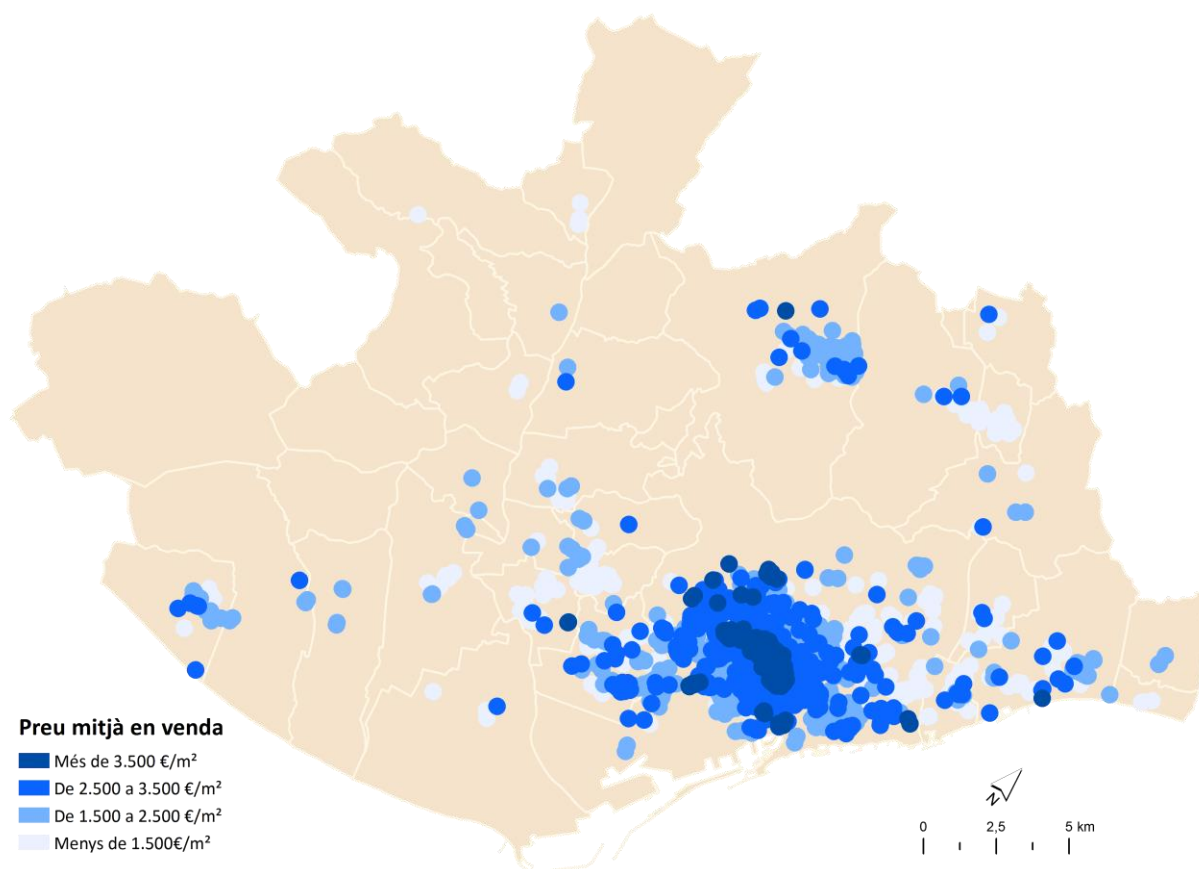 Preu mitjà en venda
Més de 3.500 €/m²
De 2.500 a 3.500 €/m²
De 1.500 a 2.500 €/m²
Menys de 1.500€/m²
N
0 2,5 5 km